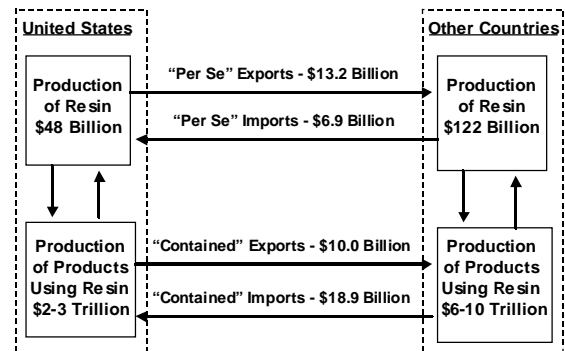 United States
Other Countries
Production
of Resin
$48 Billion
“Per Se” Exports - $13.2 Billion
“Per Se” Imports - $6.9 Billion
Production
of Resin
$122 Billion
Production
of Products
Using Resin
$2-3 Trillion
“Contained” Exports - $10.0 Billion
“Contained” Imports - $18.9 Billion
Production
of Products
Using Resin
$6-10 Trillion